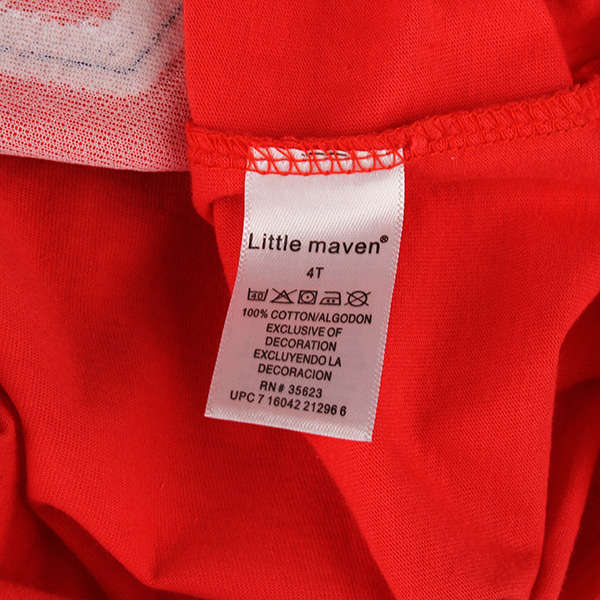 Little maven®
4T
40
100% COTTON/ALGODON
EXCLUSIVE OF
DECORATION
EXCLUYENDO LA
DECORACION
RN# 35623
UPC 7 16042 21296 6